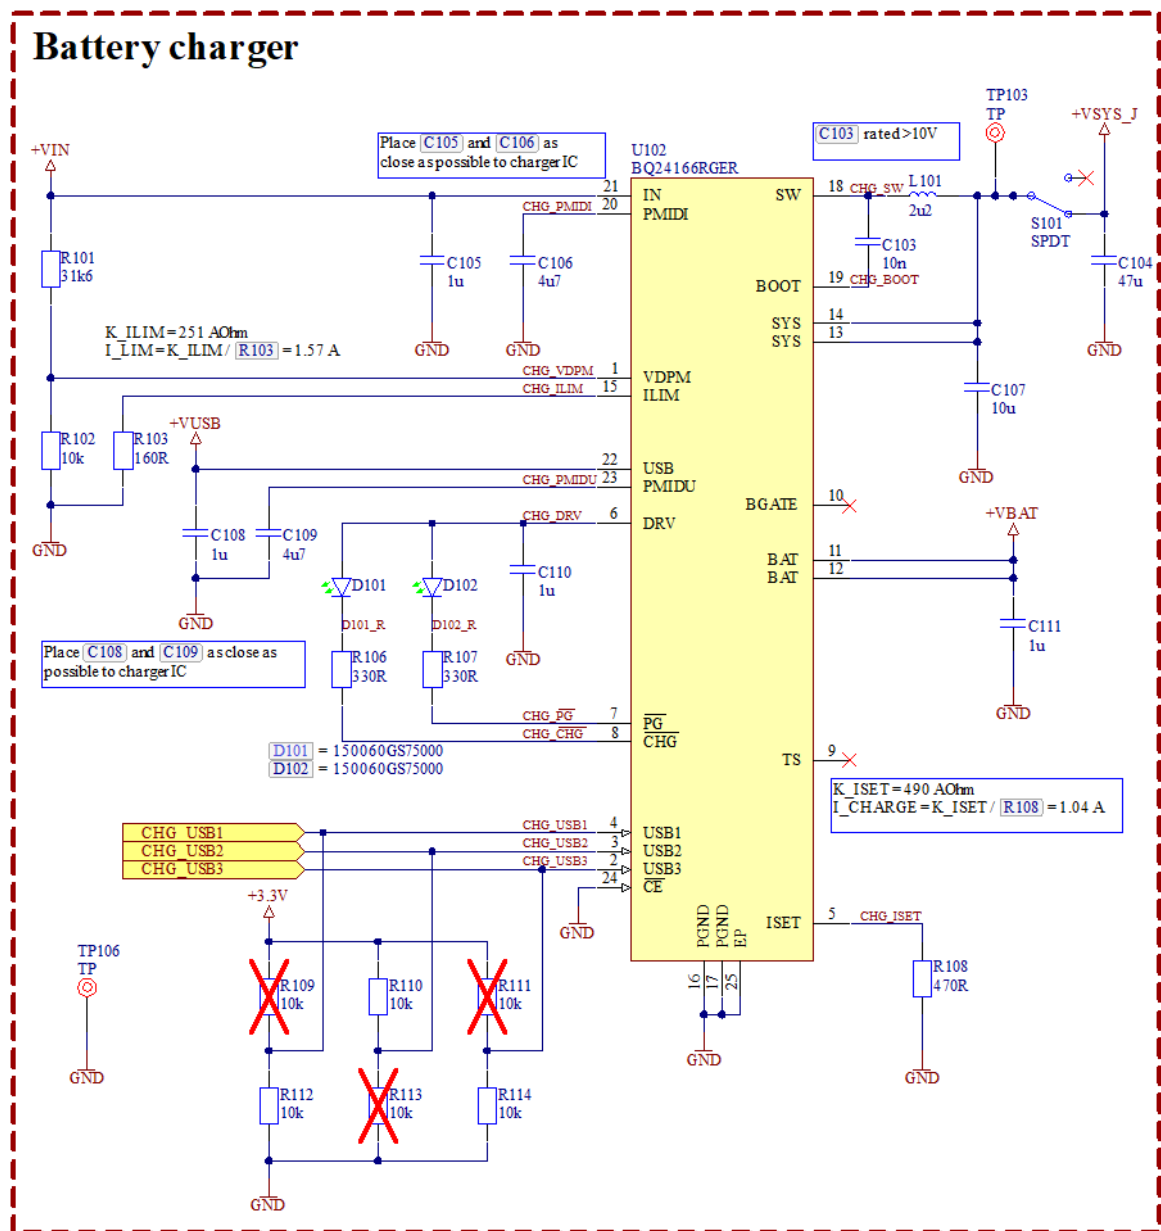 Battery charger
+VIN
R101
31k6
Place C105 and C106 as
close as possible to charger IC
C105
1u
GND
CHG_PMIDI
C106
4u7
GND
K_ILIM=251 AOhm
I_LIM=K_ILIM/ R103 =1.57 A
CHG_VDPM
CHG_ILIM
R102
10k
R103
160R
GND
+VUSB
CHG_PMIDU
C108
1u
C109
4u7
GND
CHG_DRV
D101
D102
C110
1u
D101_R
D102_R
GND
R106
330R
R107
330R
Place C108 and C109 as close as
possible to charger IC
CHG_PG
CHG_CHG
D101 = 150060GS75000
D102 = 150060GS75000
CHG_USB1
CHG_USB2
CHG_USB3
CHG_USB1
CHG_USB2
CHG_USB3
GND
+3.3V
R109
10k
R110
10k
R111
10k
R112
10k
R113
10k
R114
10k
GND
TP106
TP
GND
U102
BQ24166RGER
21 IN
20 PMIDI
1 VDPM
15 ILIM
22 USB
23 PMIDU
6 DRV
7 PG
8 CHG
4 USB1
3 USB2
2 USB3
24 CE
SW 18
BOOT 19
SYS 14
SYS 13
BGATE 10
BAT 11
BAT 12
TS 9
ISET 5
PGND 16
PGND 17
EP 25
GND
C103 rated >10V
TP103
TP
+VSYS_J
CHG_SW
L101
2u2
C103
10n
CHG_BOOT
S101
SPDT
C104
47u
GND
C107
10u
GND
+VBAT
C111
1u
GND
K_ISET=490 AOhm
I_CHARGE=K_ISET/ R108 =1.04 A
CHG_ISET
R108
470R
GND